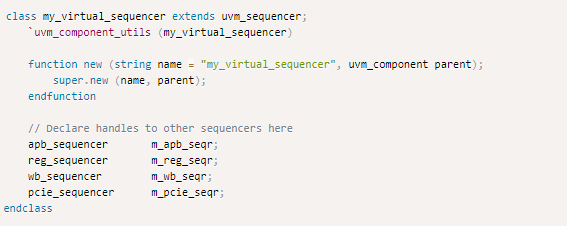 class my_virtual_sequencer extends uvm_sequencer;
`uvm_component_utils (my_virtual_sequencer)
function new (string name = "my_virtual_sequencer", uvm_component parent);
super.new (name, parent);
endfunction
// Declare handles to other sequencers here
apb_sequencer m_apb_seqr;
reg_sequencer m_reg_seqr;
wb_sequencer m_wb_seqr;
pcie_sequencer m_pcie_seqr;
endclass